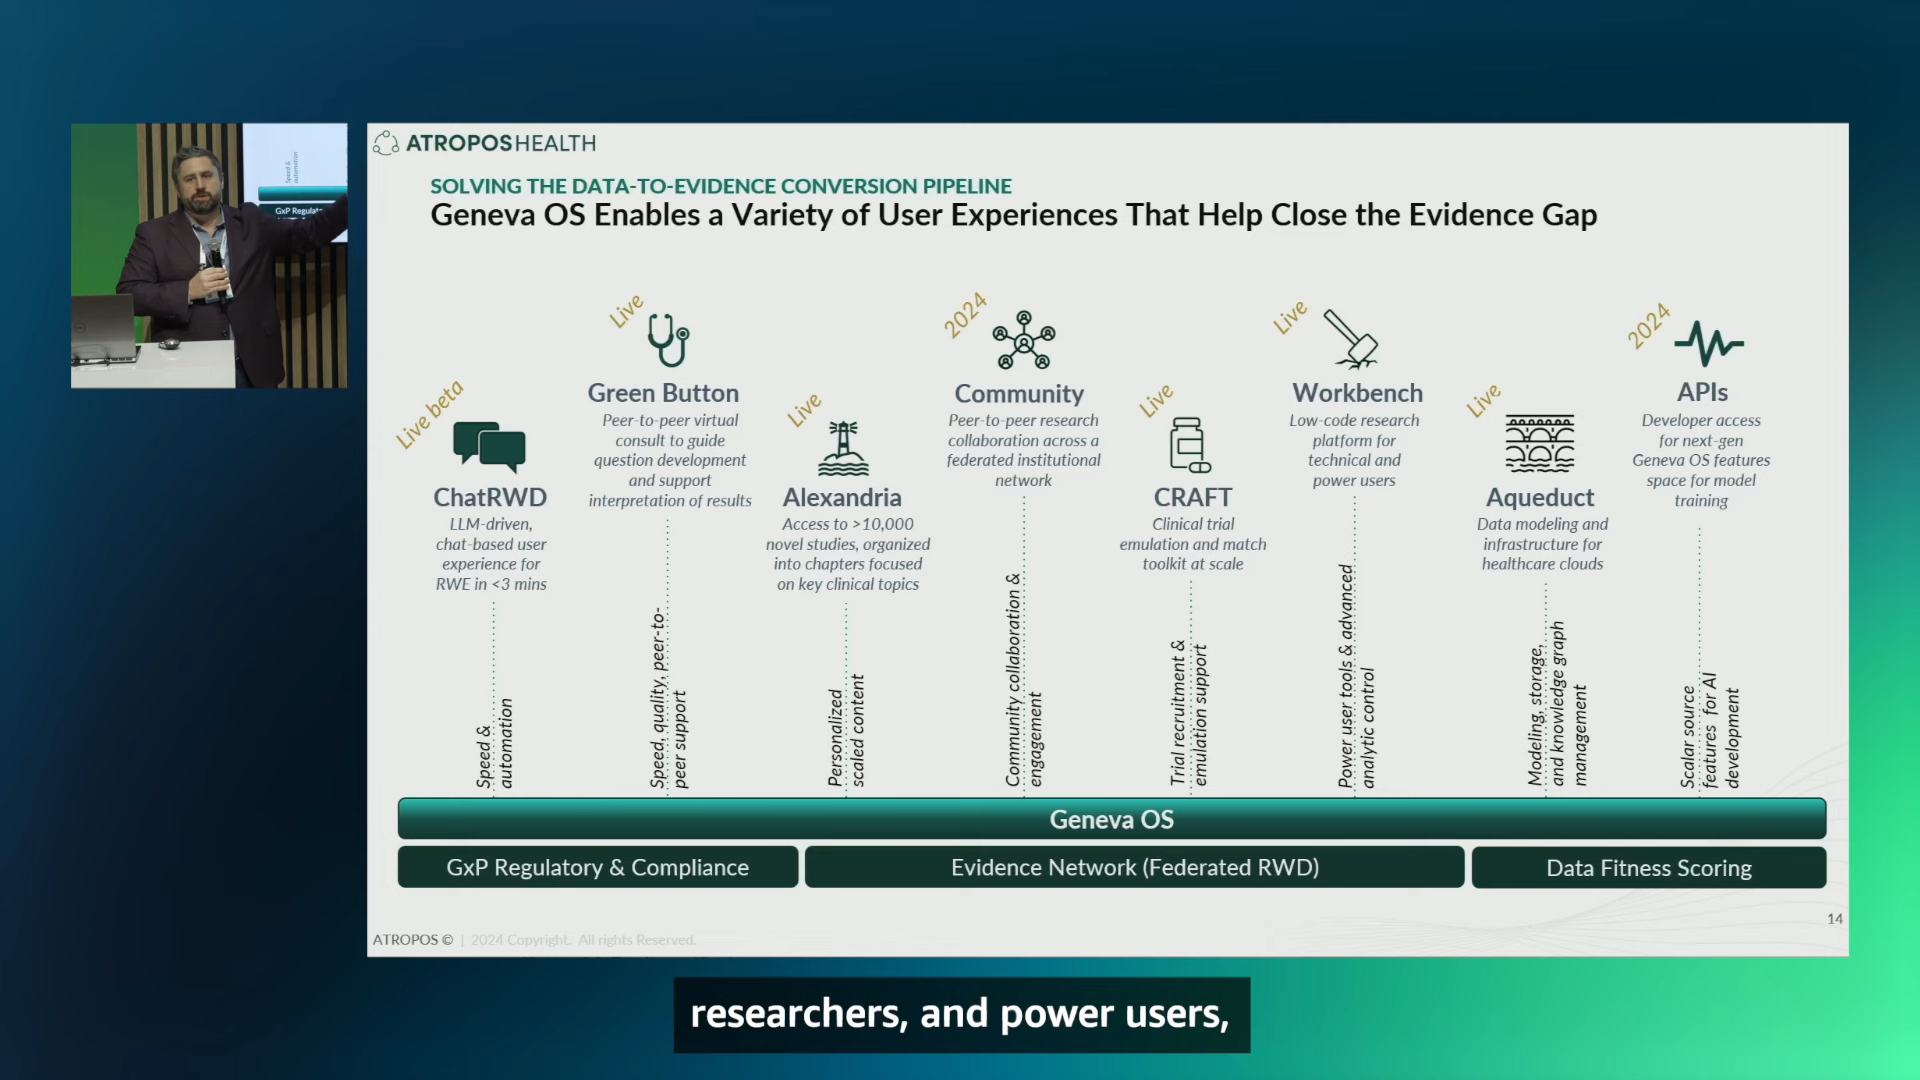 ATROPOSHEALTH
SOLVING THE DATA-TO-EVIDENCE CONVERSION PIPELINE
Geneva OS Enables a Variety of User Experiences That Help Close the Evidence Gap
Live beta
ChatRWD
LLM-driven,
chat-based user
experience for
RWE in <3 mins
Speed &
automation
Live
Green Button
Peer-to-peer virtual
consult to guide
question development
and support
interpretation of results
Speed, quality, peer-to-
peer support
Live
Alexandria
Access to >10,000
novel studies, organized
into chapters focused
on key clinical topics
Personalized
scaled content
2024
Community
Peer-to-peer research
collaboration across a
federated institutional
network
Community collaboration &
engagement
Live
CRAFT
Clinical trial
emulation and match
toolkit at scale
Trial recruitment &
emulation support
Live
Workbench
Low-code research
platform for
technical and
power users
Power user tools & advanced
analytic control
Live
Aqueduct
Data modeling and
infrastructure for
healthcare clouds
Modeling, storage,
and knowledge graph
management
2024
APIs
Developer access
for next-gen
Geneva OS features
space for model
training
Scalar source
features for AI
development
Geneva OS
GxP Regulatory & Compliance
Evidence Network (Federated RWD)
Data Fitness Scoring
14
ATROPOS © | 2024 Copyright. All rights Reserved.
Speed &
automation
GxP Regulat
researchers, and power users,